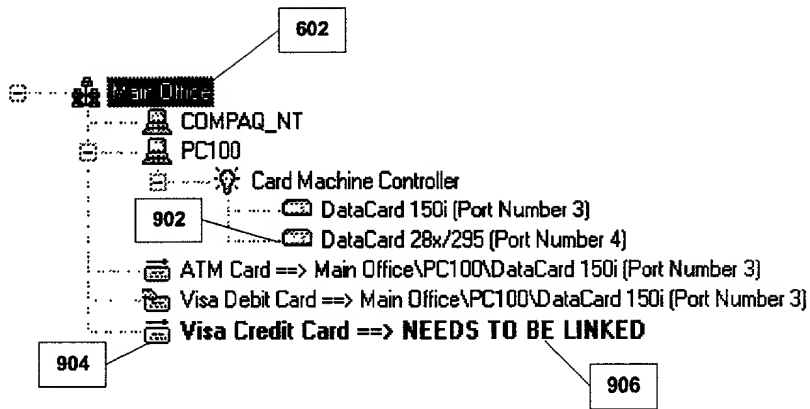 602
Main Office
COMPAQ_NT
PC100
Card Machine Controller
DataCard 150i (Port Number 3)
902
DataCard 28x/295 (Port Number 4)
ATM Card ==> Main Office\PC100\DataCard 150i (Port Number 3)
Visa Debit Card ==> Main Office\PC100\DataCard 150i (Port Number 3)
Visa Credit Card ==> NEEDS TO BE LINKED
904
906